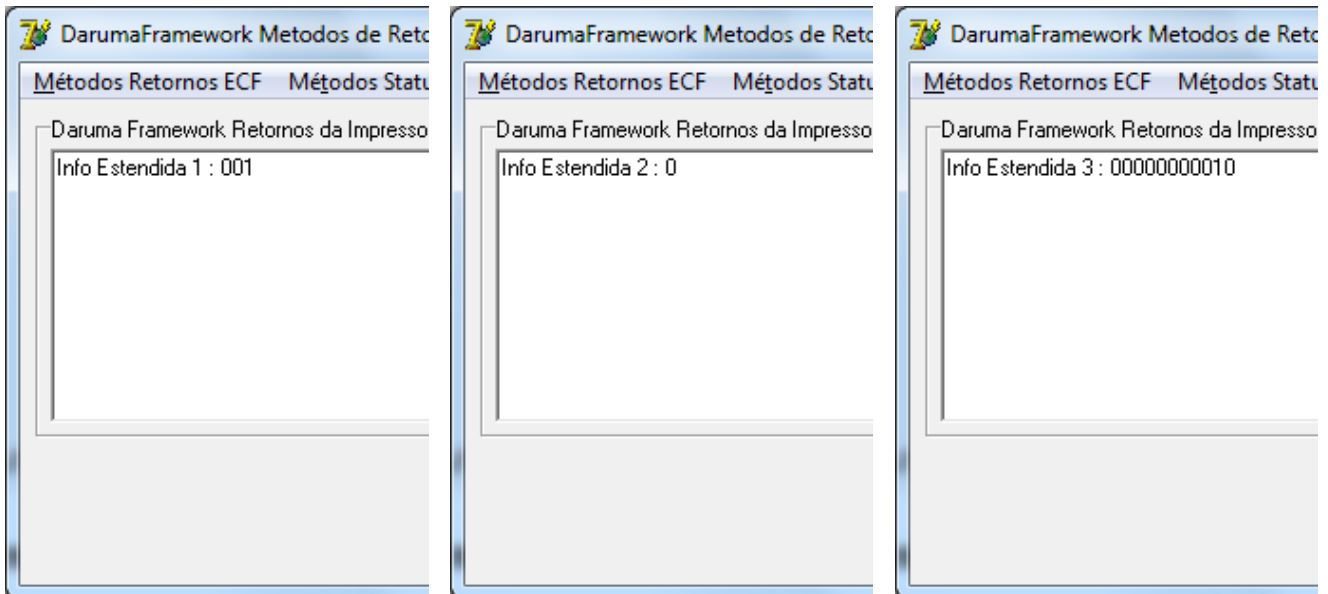 DarumaFramework Metodos de Reto
Métodos Retornos ECF Métodos Statu
Daruma Framework Retornos da Impresso
Info Estendida 1 : 001
DarumaFramework Metodos de Reto
Métodos Retornos ECF Métodos Statu
Daruma Framework Retornos da Impresso
Info Estendida 2 : 0
DarumaFramework Metodos de Reto
Métodos Retornos ECF Métodos Statu
Daruma Framework Retornos da Impresso
Info Estendida 3 : 00000000010